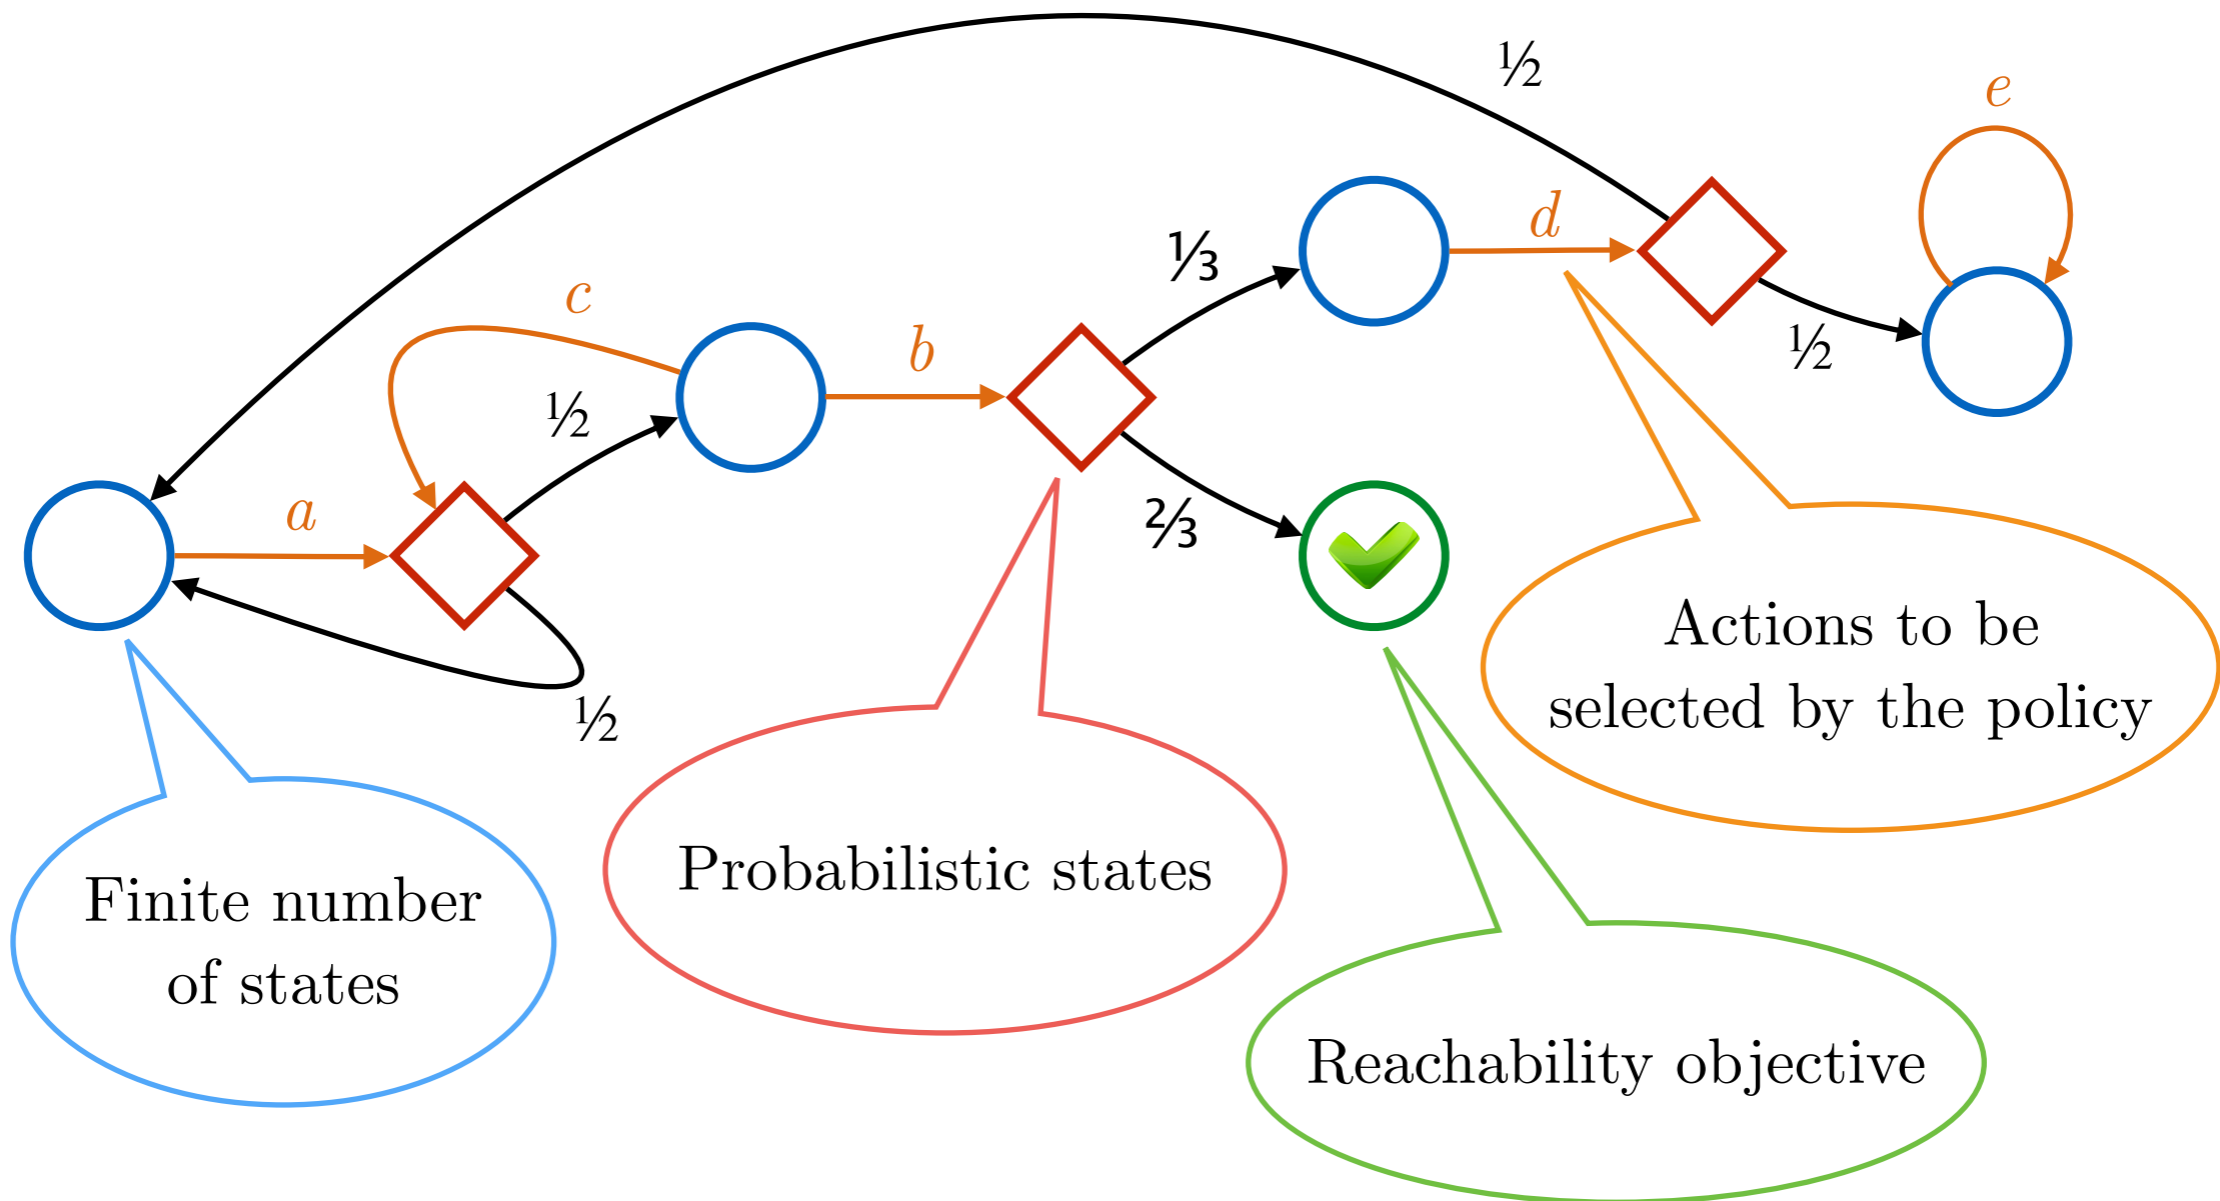 ½
e
⅓
d
c
b
½
½
a
⅔
½
Actions to be
selected by the policy
Probabilistic states
Finite number
of states
Reachability objective